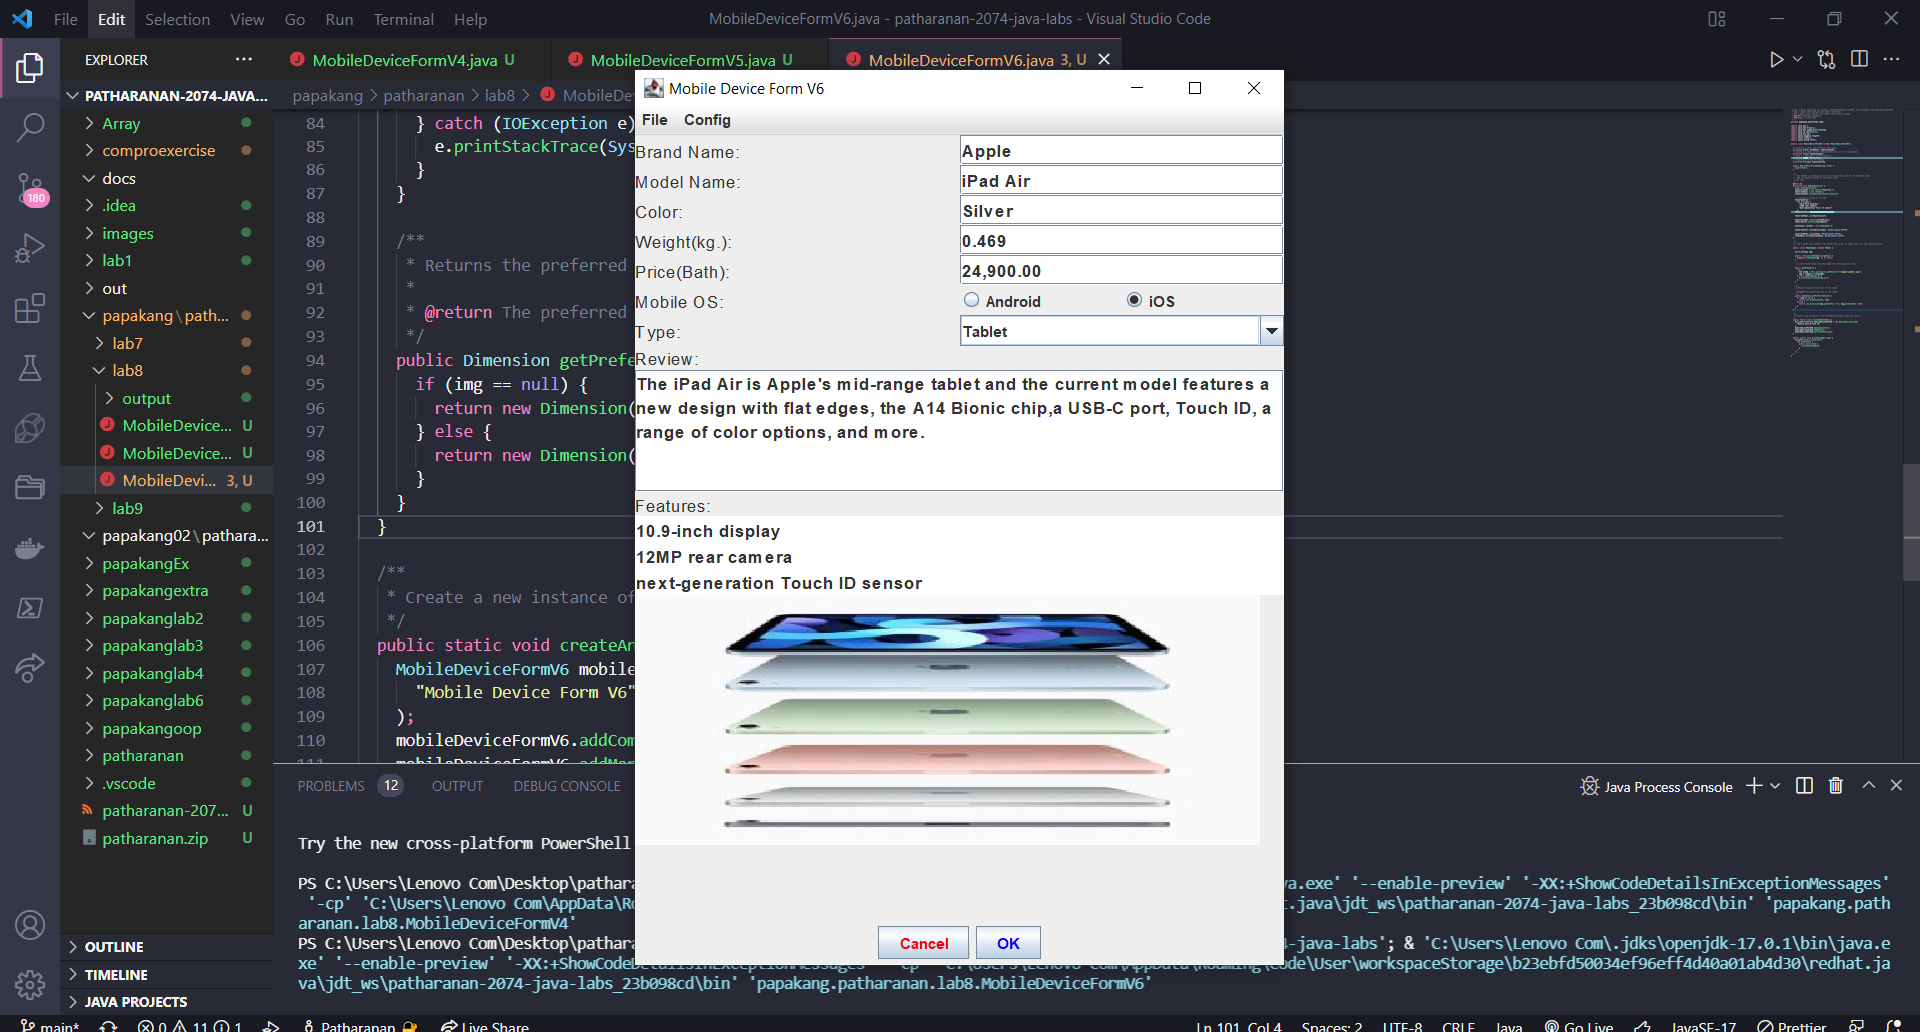 File Edit Selection View Go Run Terminal Help
MobileDeviceFormV6.java - patharanan-2074-java-labs - Visual Studio Code
EXPLORER
MobileDeviceFormV4.java U
MobileDeviceFormV5.java U
MobileDeviceFormV6.java 3, U
PATHARANAN-2074-JAVA...
Array
comproexercise
docs
.idea
images
lab1
out
papakang\path...
lab7
lab8
output
MobileDevice... U
MobileDevice... U
MobileDevi... 3, U
lab9
papakang02\pathara...
papakangEx
papakangextra
papakanglab2
papakanglab3
papakanglab4
papakanglab6
papakangoop
patharanan
.vscode
patharanan-207... U
patharanan.zip U
OUTLINE
TIMELINE
JAVA PROJECTS
180
papakang > patharanan > lab8 > MobileDe
84 } catch (IOException e)
85 e.printStackTrace(Sys
86 }
87 }
88
89 /**
90 * Returns the preferred
91 *
92 * @return The preferred
93 */
94 public Dimension getPrefe
95 if (img == null) {
96 return new Dimension(
97 } else {
98 return new Dimension(
99 }
100 }
101 }
102
103 /**
104 * Create a new instance of
105 */
106 public static void createAn
107 MobileDeviceFormV6 mobile
108 "Mobile Device Form V6"
109 );
110 mobileDeviceFormV6.addCom
Mobile Device Form V6
File Config
Brand Name: Apple
Model Name: iPad Air
Color: Silver
Weight(kg.): 0.469
Price(Bath): 24,900.00
Mobile OS: Android iOS
Type: Tablet
Review:
The iPad Air is Apple's mid-range tablet and the current model features a
new design with flat edges, the A14 Bionic chip,a USB-C port, Touch ID, a
range of color options, and more.
Features:
10.9-inch display
12MP rear camera
next-generation Touch ID sensor
Cancel OK
PROBLEMS 12 OUTPUT DEBUG CONSOLE
Java Process Console
Try the new cross-platform PowerShell
PS C:\Users\Lenovo Com\Desktop\pathara va.exe' '--enable-preview' '-XX:+ShowCodeDetailsInExceptionMessages'
'-cp' 'C:\Users\Lenovo Com\AppData\Ro t.java\jdt_ws\patharanan-2074-java-labs_23b098cd\bin' 'papakang.path
aranan.lab8.MobileDeviceFormV4'
PS C:\Users\Lenovo Com\Desktop\pathara 4-java-labs'; & 'C:\Users\Lenovo Com\.jdks\openjdk-17.0.1\bin\java.e
xe' '--enable-preview' '-XX:+ShowCodeDetailsInExceptionMessages' '-cp' 'C:\Users\Lenovo Com\AppData\Roaming\Code\User\workspaceStorage\b23ebfd50034ef96eff4d40a01ab4d30\redhat.ja
va\jdt_ws\patharanan-2074-java-labs_23b098cd\bin' 'papakang.patharanan.lab8.MobileDeviceFormV6'
main* 0 11 1 Patharanan Live Share Ln 101, Col 4 Spaces: 2 UTF-8 CRLF Java Go Live JavaSE-17 Prettier